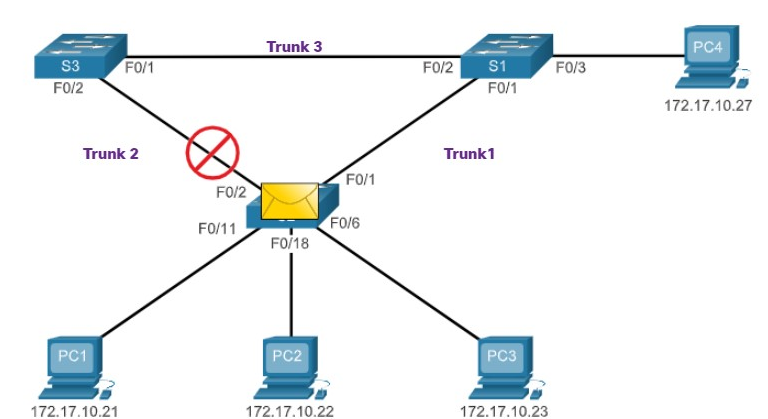 Trunk 3
S3
F0/1
F0/2
S1
F0/3
PC4
F0/2
F0/1
172.17.10.27
Trunk 2
Trunk1
F0/2
F0/1
F0/11
F0/6
F0/18
PC1
PC2
PC3
172.17.10.21
172.17.10.22
172.17.10.23